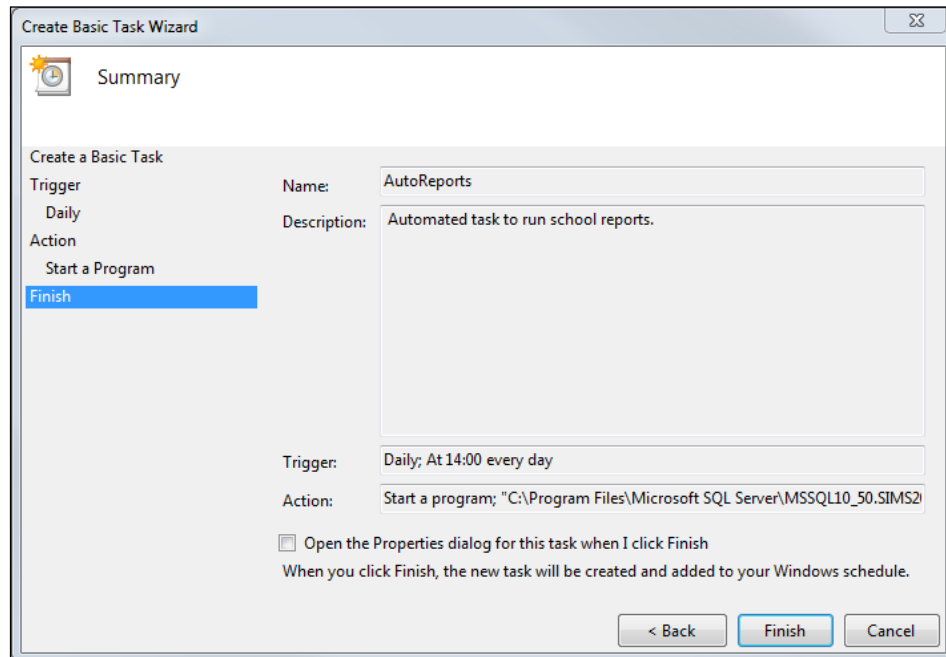 Create Basic Task Wizard
Summary
Create a Basic Task
Trigger
Daily
Action
Start a Program
Finish
Name: AutoReports
Description: Automated task to run school reports.
Trigger: Daily; At 14:00 every day
Action: Start a program; "C:\Program Files\Microsoft SQL Server\MSSQL10_50.SIMS2
Open the Properties dialog for this task when I click Finish
When you click Finish, the new task will be created and added to your Windows schedule.
< Back Finish Cancel